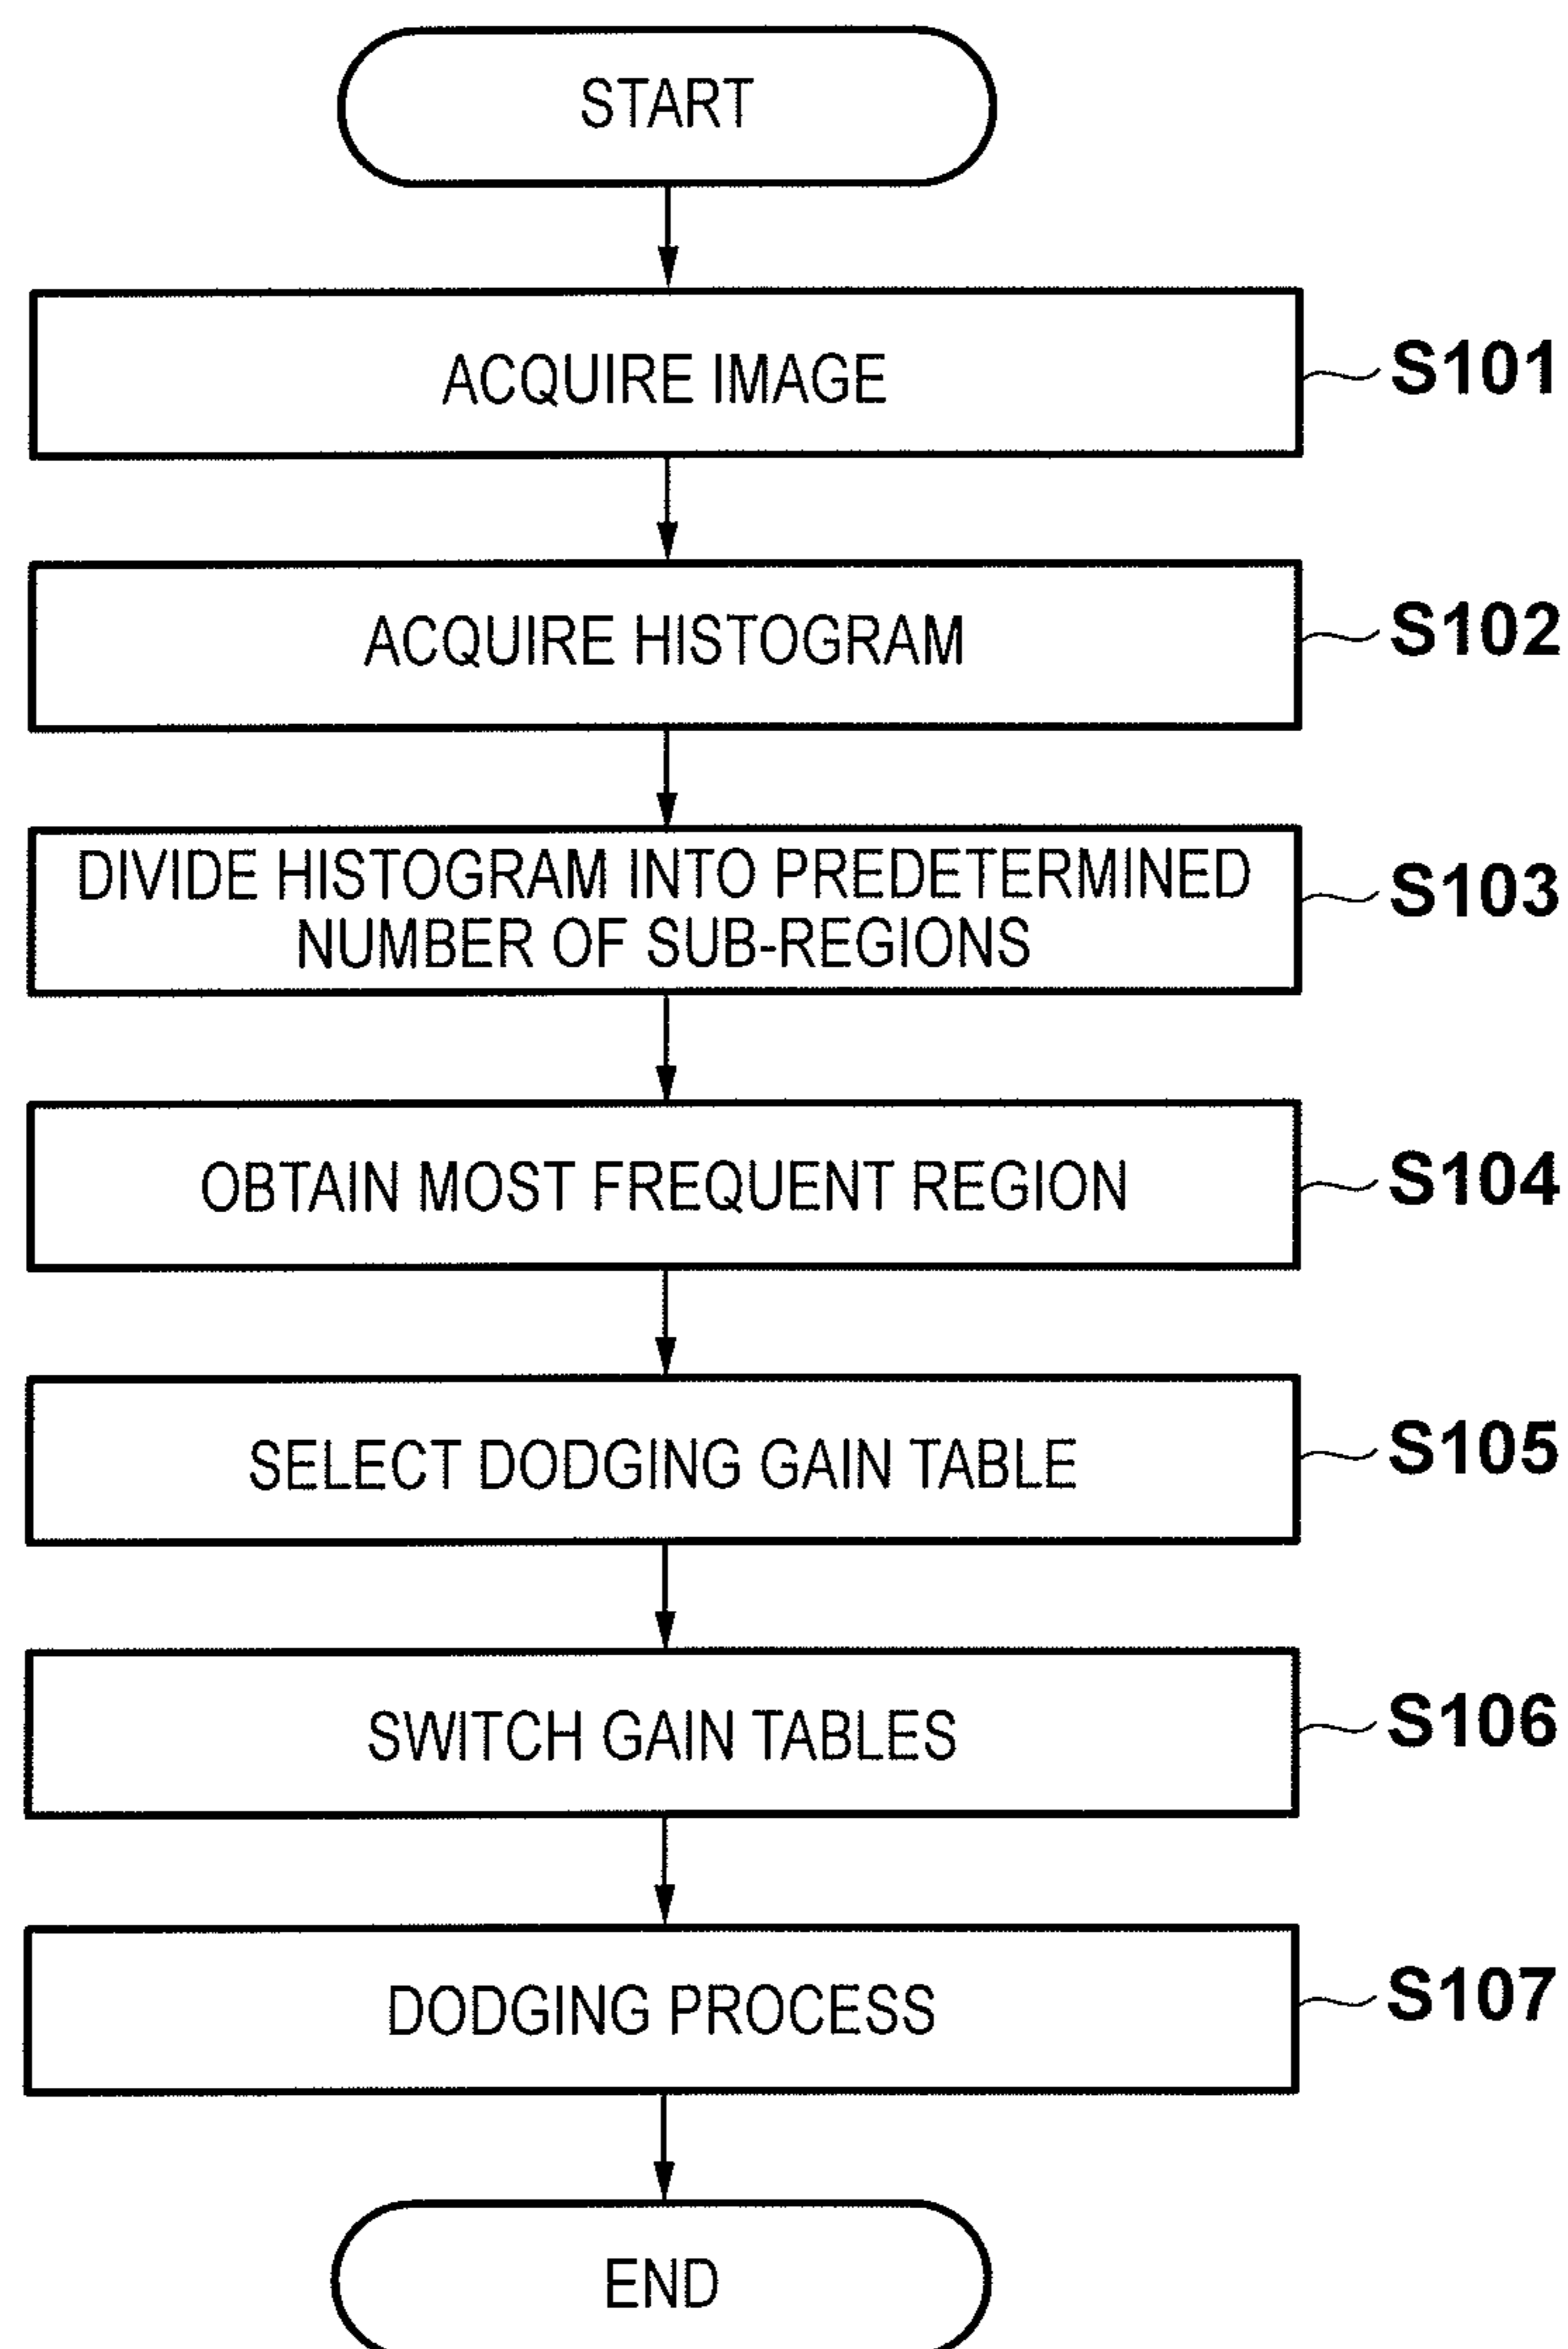 START
ACQUIRE IMAGE
S101
ACQUIRE HISTOGRAM
S102
DIVIDE HISTOGRAM INTO PREDETERMINED
NUMBER OF SUB-REGIONS
S103
OBTAIN MOST FREQUENT REGION
S104
SELECT DODGING GAIN TABLE
S105
SWITCH GAIN TABLES
S106
DODGING PROCESS
S107
END